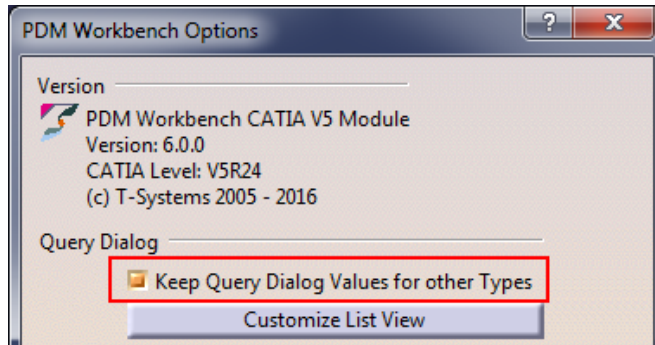 PDM Workbench Options
?
X
Version
PDM Workbench CATIA V5 Module
Version: 6.0.0
CATIA Level: V5R24
(c) T-Systems 2005 - 2016
Query Dialog
Keep Query Dialog Values for other Types
Customize List View